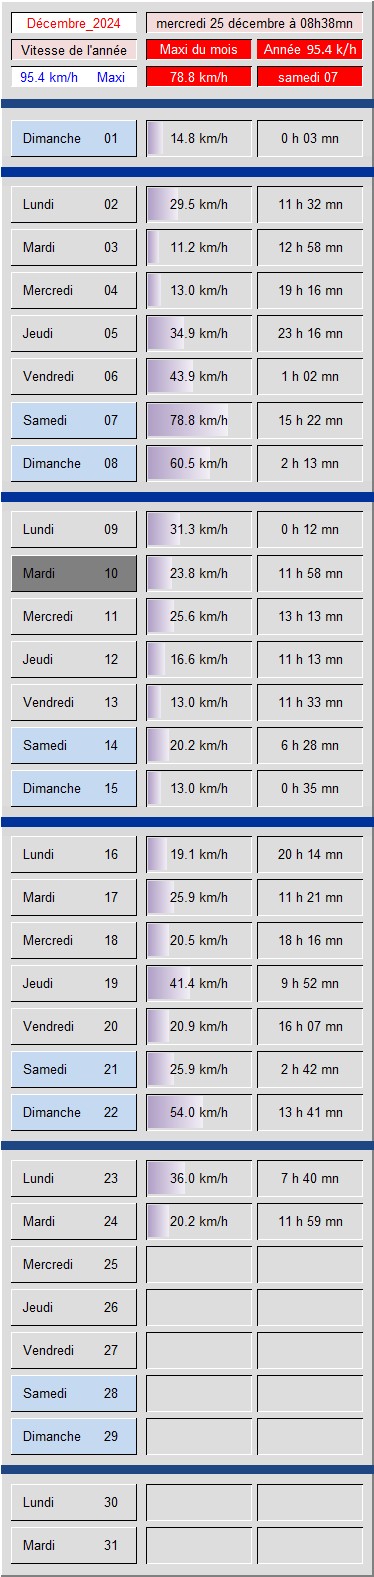 Décembre_2024 mercredi 25 décembre à 08h38mn
Vitesse de l'année Maxi du mois Année 95.4 k/h
95.4 km/h Maxi 78.8 km/h samedi 07
Dimanche 01 14.8 km/h 0 h 03 mn
Lundi 02 29.5 km/h 11 h 32 mn
Mardi 03 11.2 km/h 12 h 58 mn
Mercredi 04 13.0 km/h 19 h 16 mn
Jeudi 05 34.9 km/h 23 h 16 mn
Vendredi 06 43.9 km/h 1 h 02 mn
Samedi 07 78.8 km/h 15 h 22 mn
Dimanche 08 60.5 km/h 2 h 13 mn
Lundi 09 31.3 km/h 0 h 12 mn
Mardi 10 23.8 km/h 11 h 58 mn
Mercredi 11 25.6 km/h 13 h 13 mn
Jeudi 12 16.6 km/h 11 h 13 mn
Vendredi 13 13.0 km/h 11 h 33 mn
Samedi 14 20.2 km/h 6 h 28 mn
Dimanche 15 13.0 km/h 0 h 35 mn
Lundi 16 19.1 km/h 20 h 14 mn
Mardi 17 25.9 km/h 11 h 21 mn
Mercredi 18 20.5 km/h 18 h 16 mn
Jeudi 19 41.4 km/h 9 h 52 mn
Vendredi 20 20.9 km/h 16 h 07 mn
Samedi 21 25.9 km/h 2 h 42 mn
Dimanche 22 54.0 km/h 13 h 41 mn
Lundi 23 36.0 km/h 7 h 40 mn
Mardi 24 20.2 km/h 11 h 59 mn
Mercredi 25
Jeudi 26
Vendredi 27
Samedi 28
Dimanche 29
Lundi 30
Mardi 31